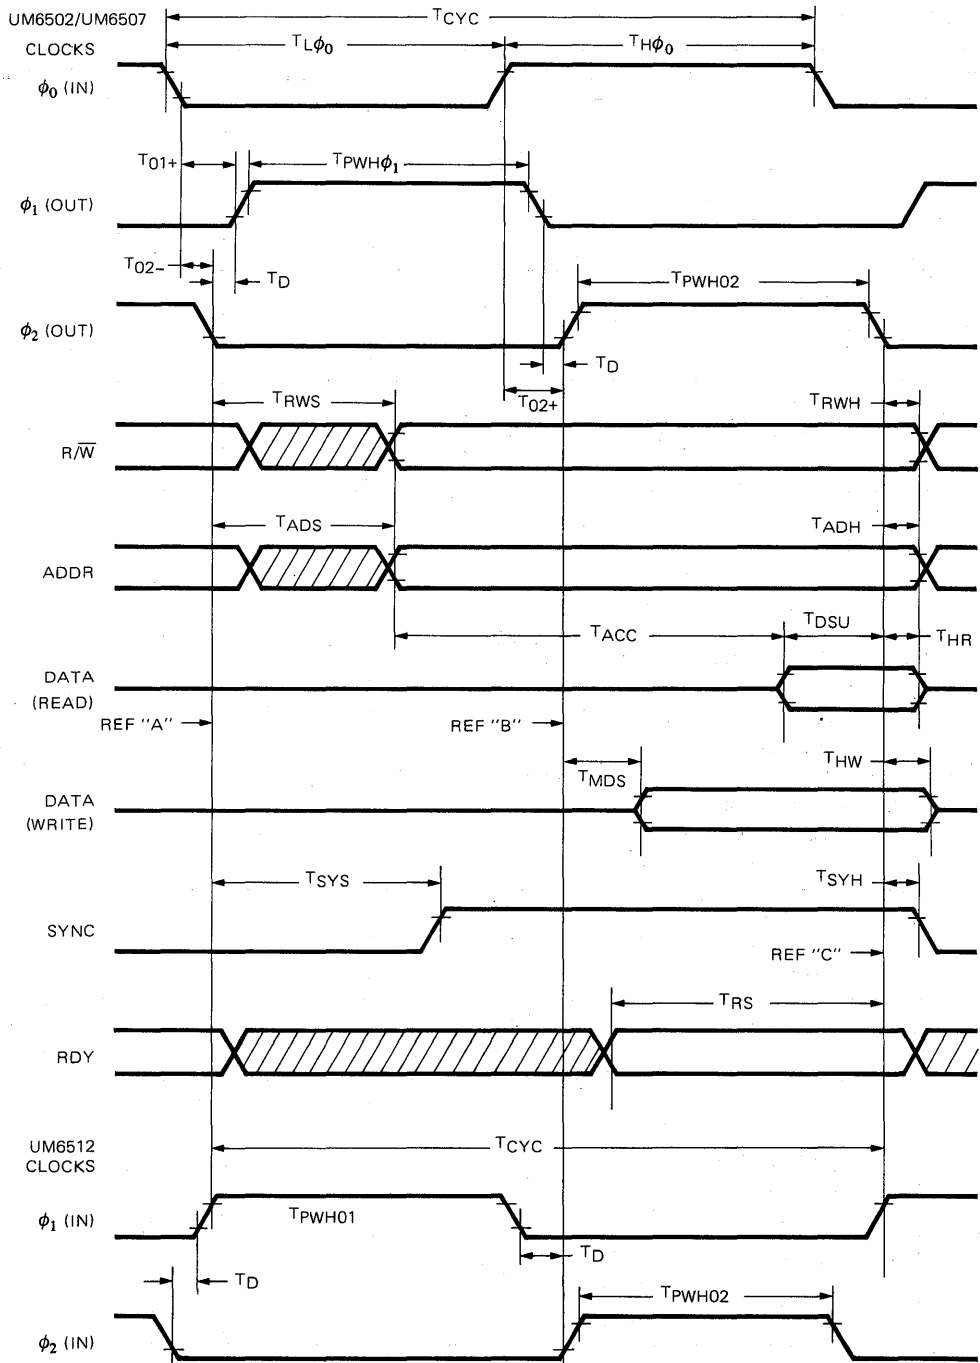 UM6502/UM6507
CLOCKS
TCYC
TLϕ0
THϕ0
ϕ0 (IN)
T01+
TPWHϕ1
ϕ1 (OUT)
T02-
TD
TPWH02
ϕ2 (OUT)
TD
T02+
TRWS
TRWH
R/W̅
TADS
TADH
ADDR
TACC
TDSU
THR
DATA
(READ)
REF "A"
REF "B"
TMDS
THW
DATA
(WRITE)
TSYS
TSYH
SYNC
REF "C"
TRS
RDY
UM6512
CLOCKS
TCYC
ϕ1 (IN)
TPWH01
TD
TD
TPWH02
ϕ2 (IN)